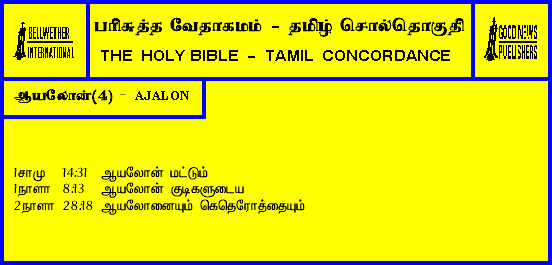 BELLWETHER
INTERNATIONAL
பரிசுத்த வேதாகமம் - தமிழ் சொல்தொகுதி
THE HOLY BIBLE - TAMIL CONCORDANCE
GOOD NEWS
PUBLISHERS
ஆயலோன்(4) - AJALON
1சாமு 14:31 ஆயலோன் மட்டும்
1நாளா 8:13 ஆயலோன் குடிகளுடைய
2நாளா 28:18 ஆயலோனையும் கெதெரோத்தையும்